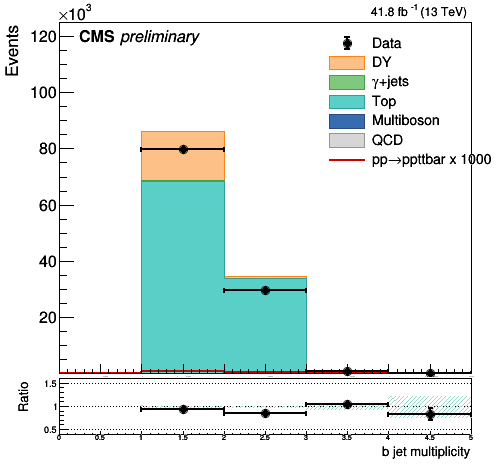 ×10³
41.8 fb⁻¹ (13 TeV)
CMS preliminary
Events
120
100
80
60
40
20
Data
DY
γ+jets
Top
Multiboson
QCD
pp→ppttbar x 1000
Ratio
1.5
1
0.5
0 0.5 1 1.5 2 2.5 3 3.5 4 4.5 5
b jet multiplicity